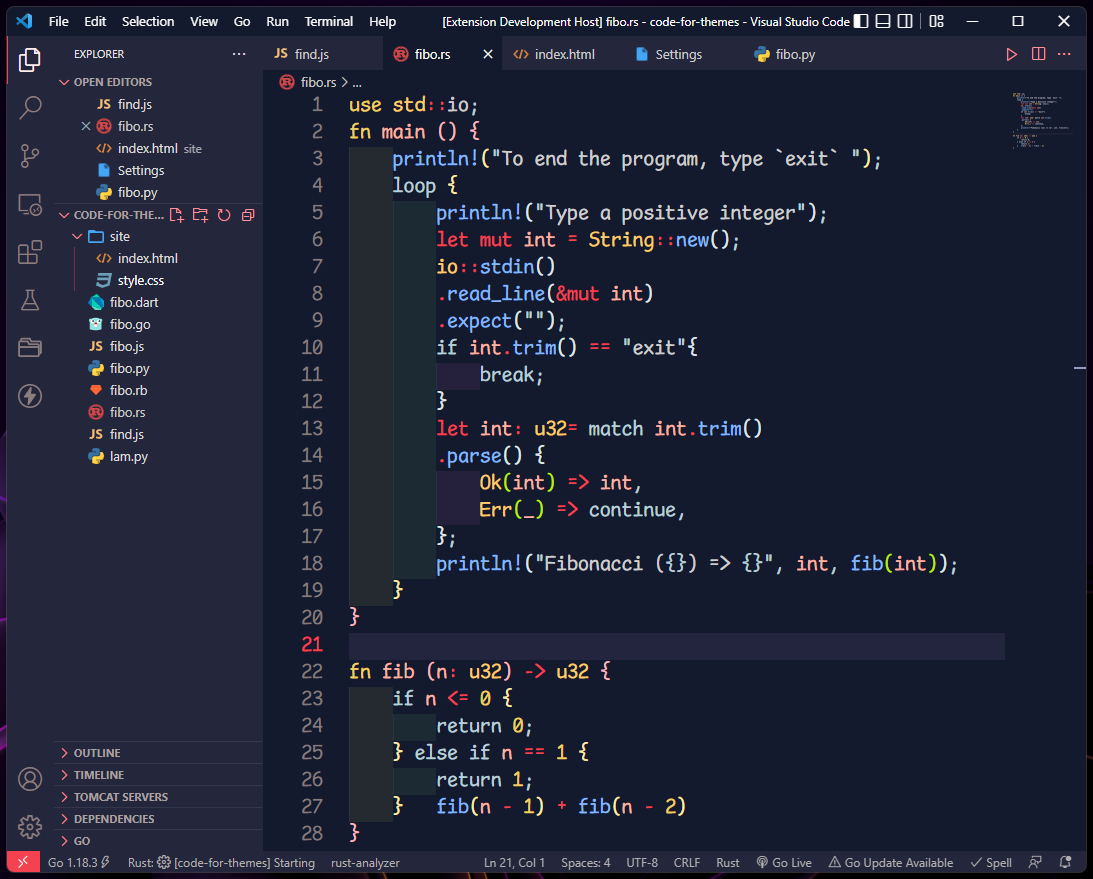 File Edit Selection View Go Run Terminal Help [Extension Development Host] fibo.rs - code-for-themes - Visual Studio Code
EXPLORER
OPEN EDITORS
JS find.js
fibo.rs
index.html site
Settings
fibo.py
CODE-FOR-THE...
site
index.html
style.css
fibo.dart
fibo.go
JS fibo.js
fibo.py
fibo.rb
fibo.rs
JS find.js
lam.py
OUTLINE
TIMELINE
TOMCAT SERVERS
DEPENDENCIES
GO
JS find.js fibo.rs index.html Settings fibo.py
fibo.rs > ...
1 use std::io;
2 fn main () {
3 println!("To end the program, type `exit` ");
4 loop {
5 println!("Type a positive integer");
6 let mut int = String::new();
7 io::stdin()
8 .read_line(&mut int)
9 .expect("");
10 if int.trim() == "exit"{
11 break;
12 }
13 let int: u32= match int.trim()
14 .parse() {
15 Ok(int) => int,
16 Err(_) => continue,
17 };
18 println!("Fibonacci ({}) => {}", int, fib(int));
19 }
20 }
21
22 fn fib (n: u32) -> u32 {
23 if n <= 0 {
24 return 0;
25 } else if n == 1 {
26 return 1;
27 } fib(n - 1) + fib(n - 2)
28 }
Go 1.18.3 Rust: [code-for-themes] Starting rust-analyzer Ln 21, Col 1 Spaces: 4 UTF-8 CRLF Rust Go Live Go Update Available Spell